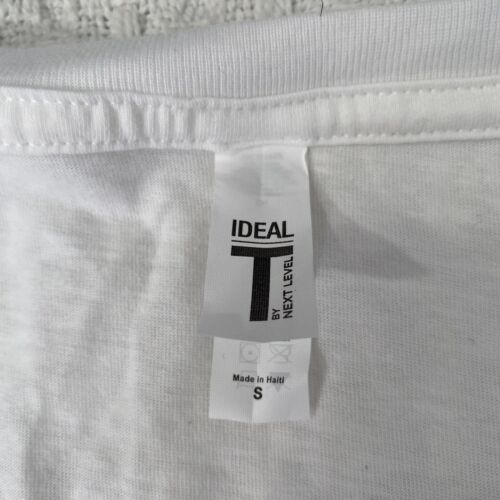 IDEAL
T
BY
NEXT LEVEL
Made in Haiti
S